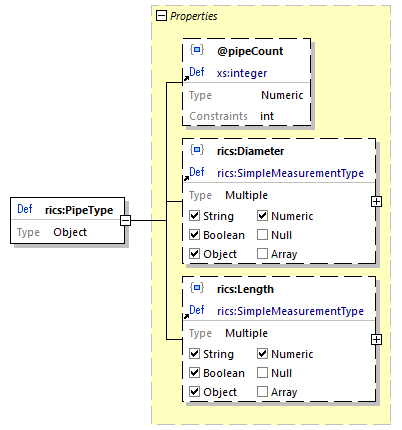 Properties
@pipeCount
Def xs:integer
Type Numeric
Constraints int
rics:Diameter
Def rics:SimpleMeasurementType
Type Multiple
String Numeric
Boolean Null
Object Array
Def rics:PipeType
Type Object
rics:Length
Def rics:SimpleMeasurementType
Type Multiple
String Numeric
Boolean Null
Object Array